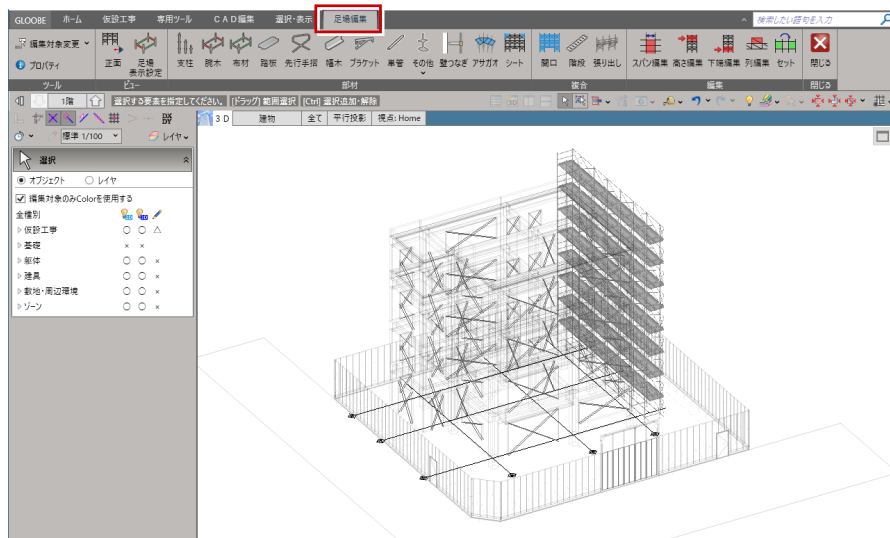 GLOOBE ホーム 仮設工事 専用ツール CAD編集 選択・表示 足場編集 検索したい語句を入力
編集対象変更 正面 足場表示設定 支柱 腕木 布材 踏板 先行手摺 幅木 ブラケット 単管 その他 壁つなぎ アサガオ シート 開口 階段 張り出し スパン編集 高さ編集 下端編集 列編集 セット 閉じる
プロパティ
ツール ビュー 部材 複合 編集 閉じる
1階 選択する要素を指定してください。 [ドラッグ] 範囲選択 [Ctrl] 選択追加・解除
3 D 建物 全て 平行投影 視点: Home
標準 1/100 レイヤ
選択
オブジェクト レイヤ
編集対象のみColorを使用する
全種別
仮設工事
基礎
躯体
建具
敷地・周辺環境
ゾーン